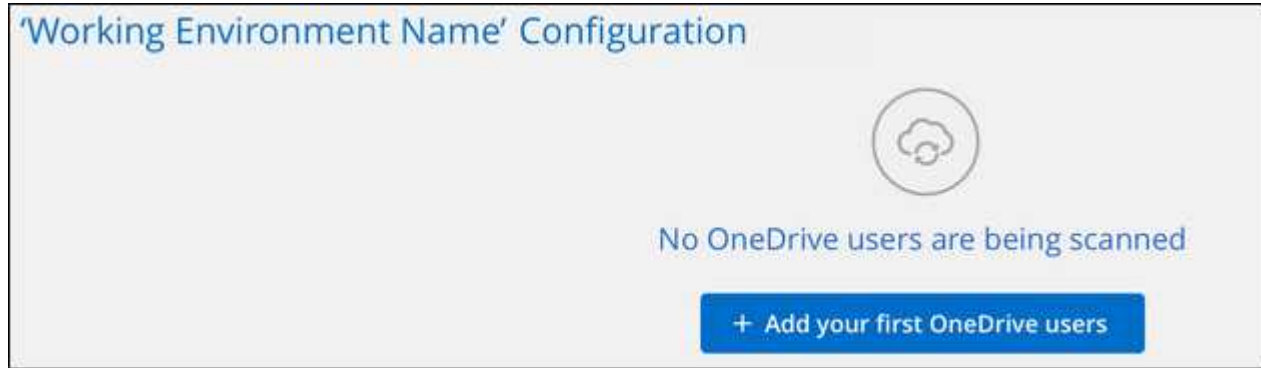 ‘Working Environment Name’ Configuration
No OneDrive users are being scanned
+ Add your first OneDrive users